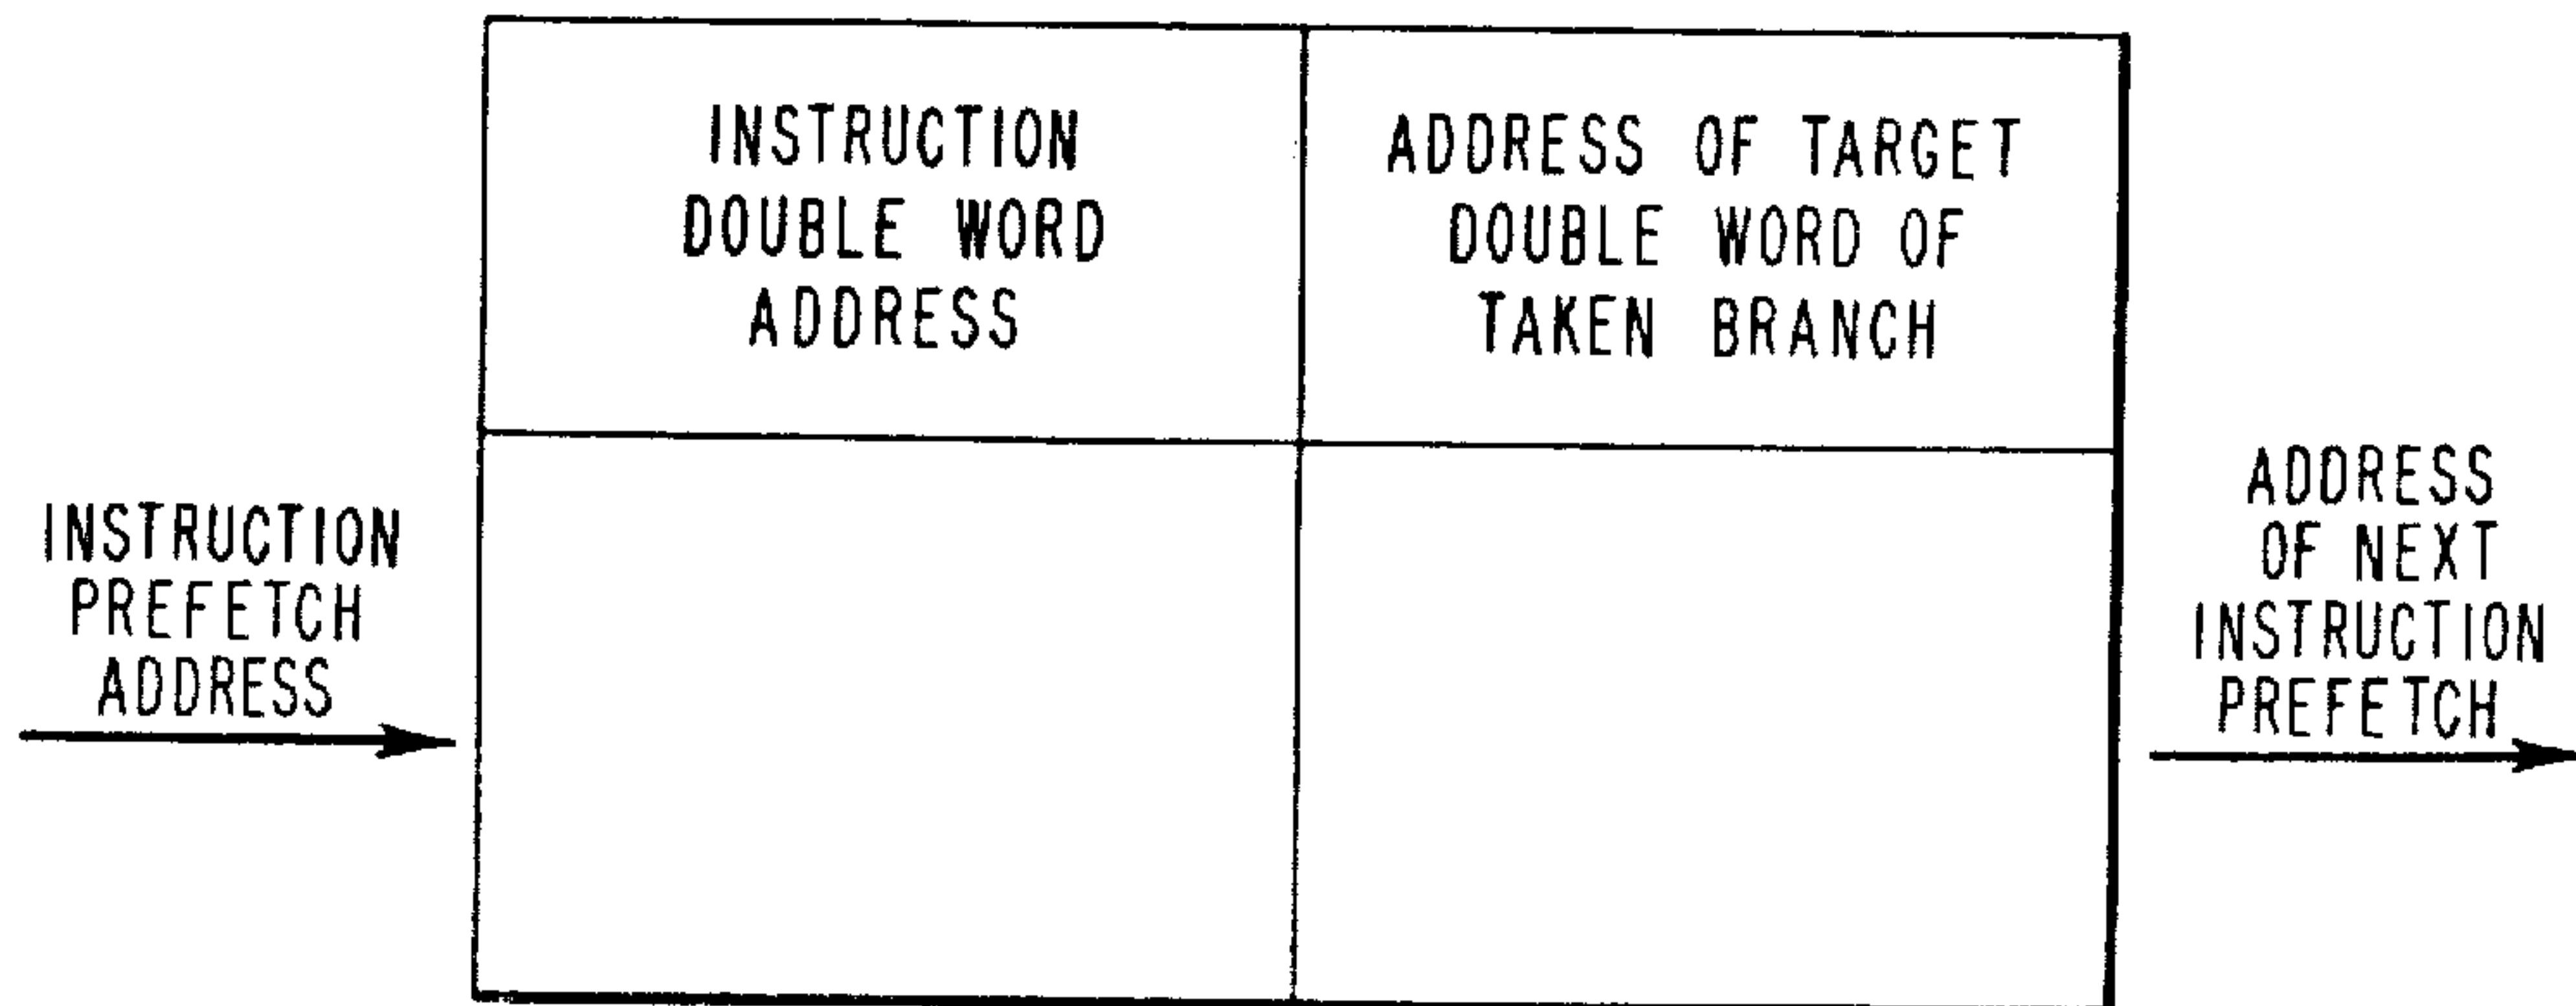 INSTRUCTION
DOUBLE WORD
ADDRESS
ADDRESS OF TARGET
DOUBLE WORD OF
TAKEN BRANCH
INSTRUCTION
PREFETCH
ADDRESS
ADDRESS
OF NEXT
INSTRUCTION
PREFETCH